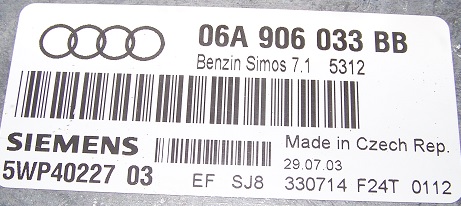 06A 906 033 BB
Benzin Simos 7.1 5312
SIEMENS
Made in Czech Rep.
29.07.03
5WP40227 03
EF SJ8 330714 F24T 0112